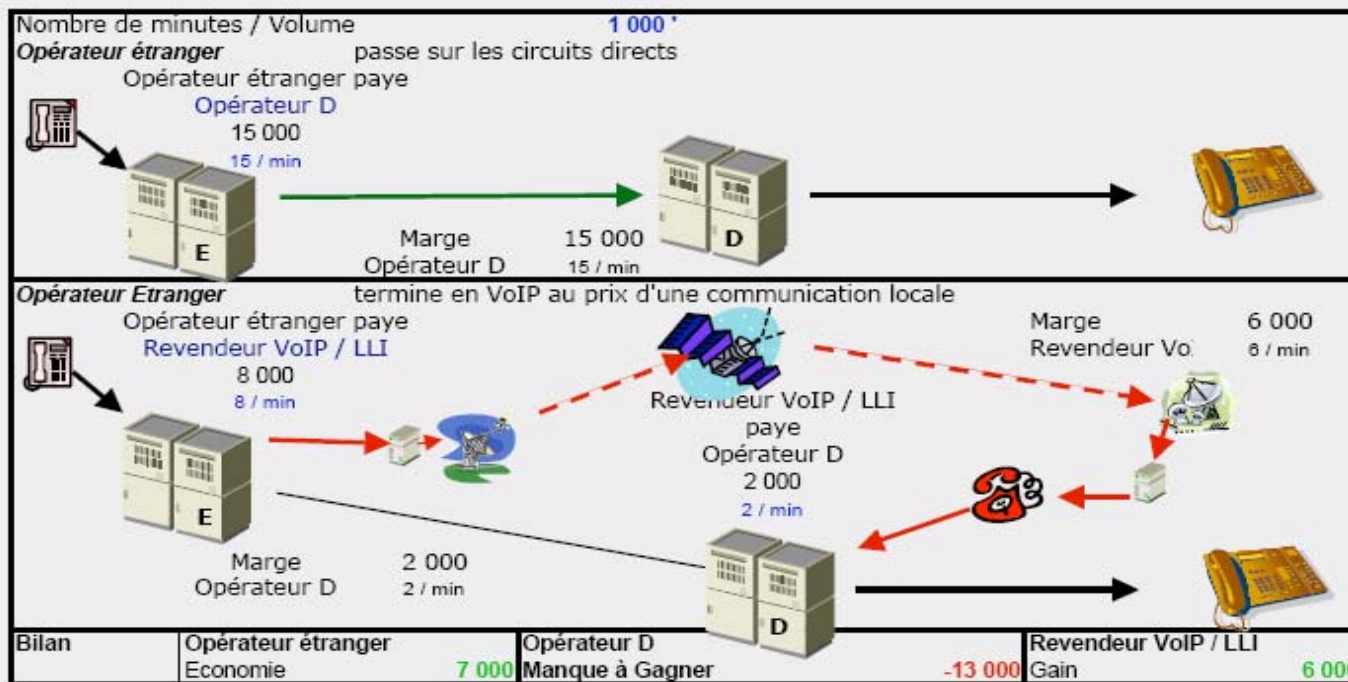 Nombre de minutes / Volume 1 000 '
Opérateur étranger passe sur les circuits directs
Opérateur étranger paye
Opérateur D
15 000
15 / min
E
D
Marge 15 000
Opérateur D 15 / min
Opérateur Etranger termine en VoIP au prix d'une communication locale
Opérateur étranger paye
Revendeur VoIP / LLI
8 000
8 / min
Marge 6 000
Revendeur Vo 6 / min
Revendeur VoIP / LLI
paye
Opérateur D
2 000
2 / min
E
Marge 2 000
Opérateur D 2 / min
D
Bilan Opérateur étranger Opérateur D Revendeur VoIP / LLI
Economie 7 000 Manque à Gagner -13 000 Gain 6 000